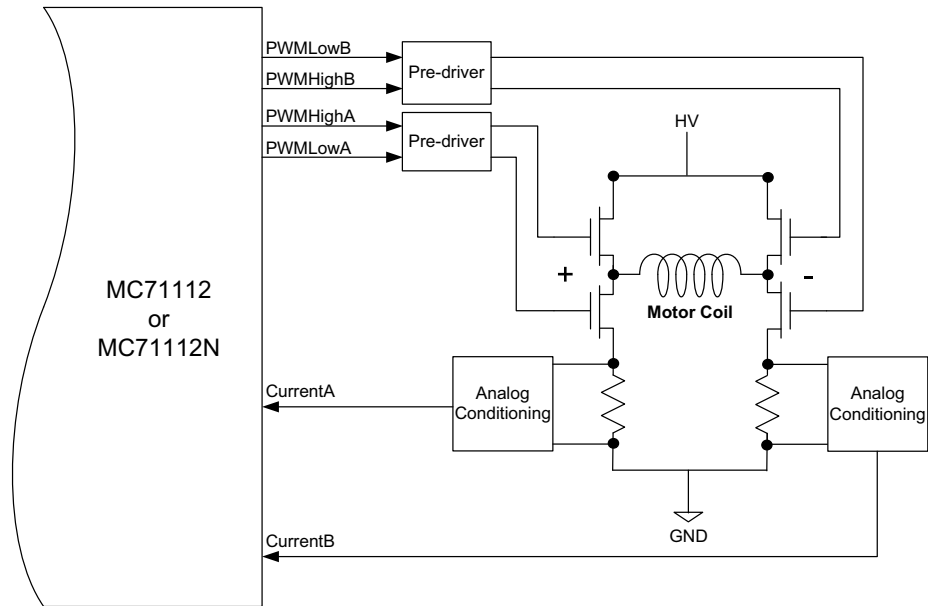 PWMLowB
PWMHighB
PWMHighA
PWMLowA
Pre-driver
Pre-driver
HV
+
-
Motor Coil
MC71112
or
MC71112N
CurrentA
Analog
Conditioning
Analog
Conditioning
GND
CurrentB